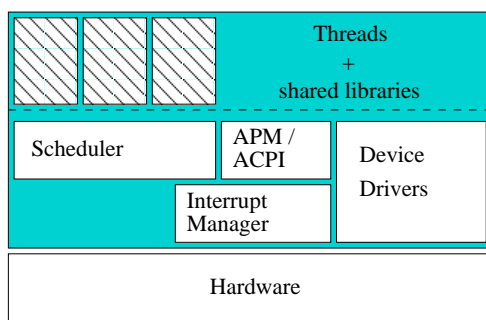 Threads
+
shared libraries
Scheduler
APM /
ACPI
Device
Drivers
Interrupt
Manager
Hardware